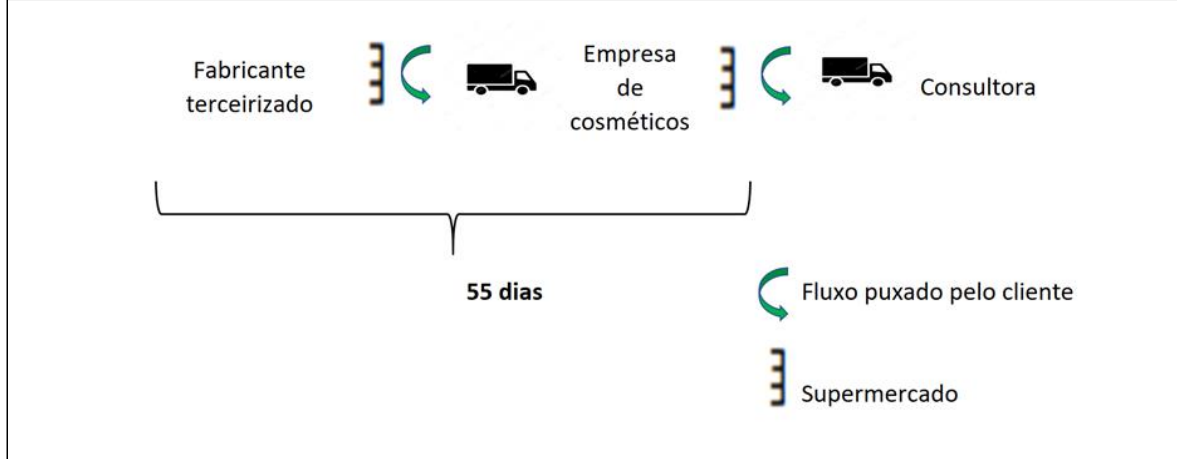 Fabricante
terceirizado
Empresa
de
cosméticos
Consultora
55 dias
Fluxo puxado pelo cliente
Supermercado